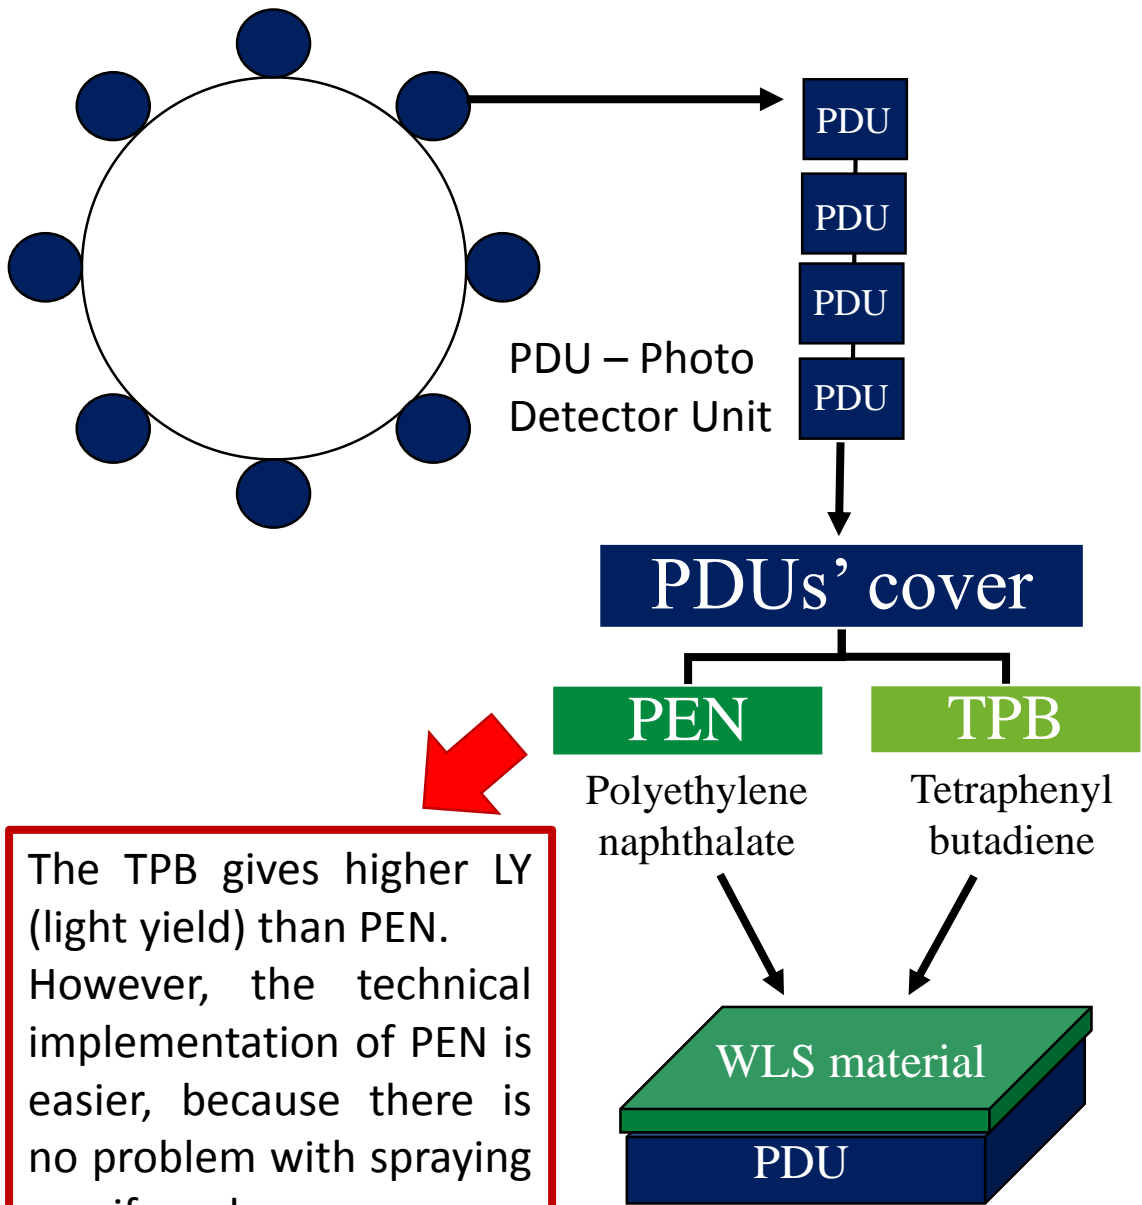 PDU
PDU
PDU
PDU
PDU – Photo
Detector Unit
PDUs’ cover
PEN
TPB
Polyethylene
naphthalate
Tetraphenyl
butadiene
The TPB gives higher LY
(light yield) than PEN.
However, the technical
implementation of PEN is
easier, because there is
no problem with spraying
WLS material
PDU